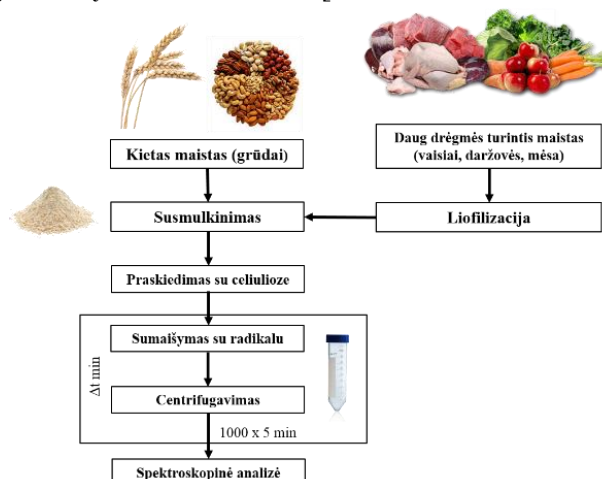 Kietas maistas (grūdai)
Daug drėgmės turintis maistas
(vaisiai, daržovės, mėsa)
Susmulkinimas
Liofilizacija
Praskiedimas su celiulioze
Sumaišymas su radikalu
Δt min
Centrifugavimas
1000 x 5 min
Spektroskopinė analizė